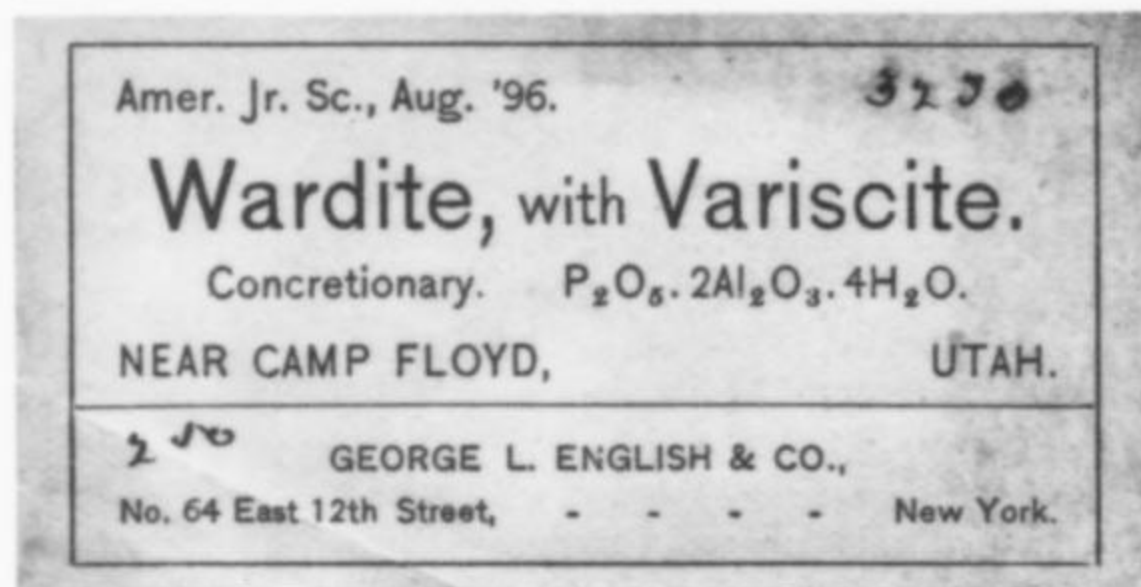 Amer. Jr. Sc., Aug. '96.
Wardite, with Variscite.
Concretionary. P₂O₅. 2Al₂O₃. 4H₂O.
NEAR CAMP FLOYD, UTAH.
2 50
GEORGE L. ENGLISH & CO.,
No. 64 East 12th Street, - - - - New York.